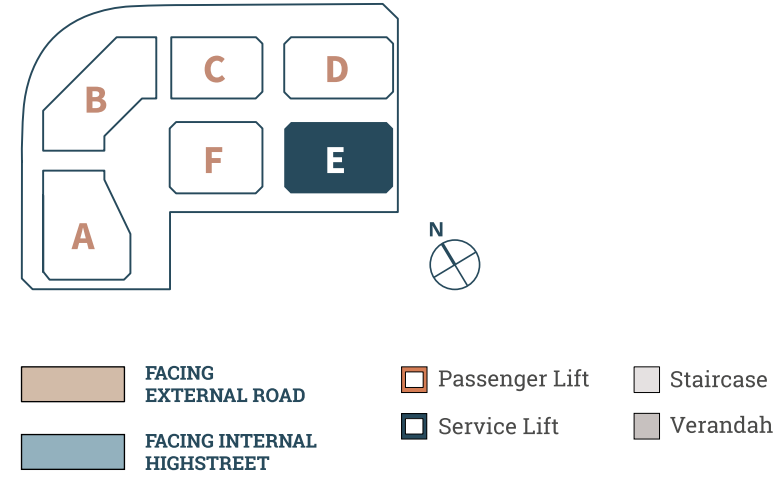 B
C
D
F
E
A
N
FACING
EXTERNAL ROAD
FACING INTERNAL
HIGHSTREET
Passenger Lift
Service Lift
Staircase
Verandah